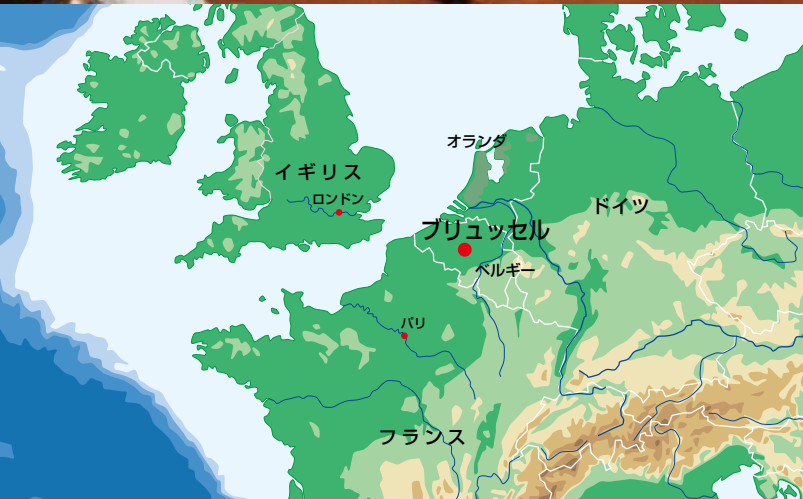 オランダ
イギリス
ロンドン
ドイツ
ブリュッセル
ベルギー
パリ
フランス